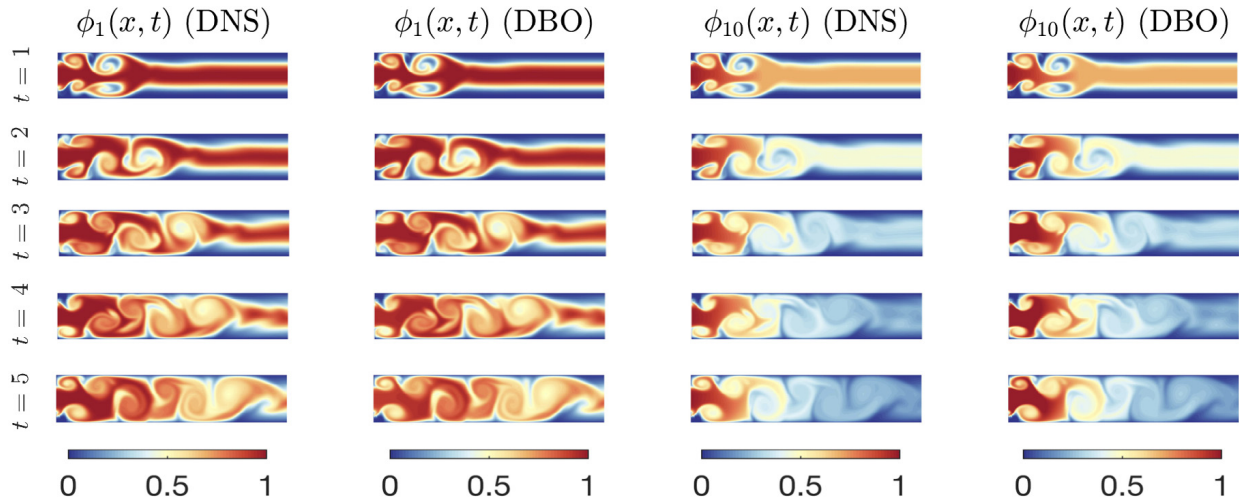 ϕ₁(x, t) (DNS) ϕ₁(x, t) (DBO) ϕ₁₀(x, t) (DNS) ϕ₁₀(x, t) (DBO)
t = 1
t = 2
t = 3
t = 4
t = 5
0 0.5 1 0 0.5 1 0 0.5 1 0 0.5 1